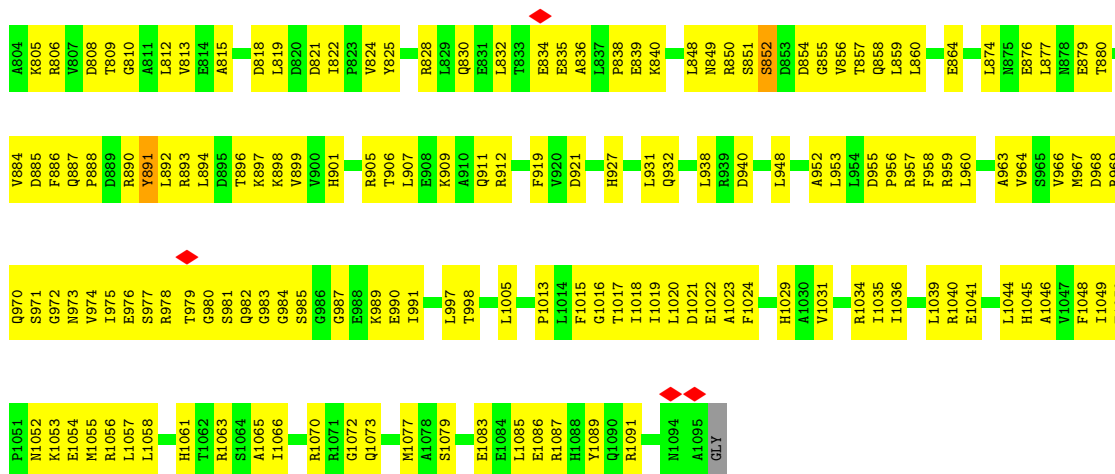 A804 K805 R806 V807 D808 T809 G810 A811 L812 V813 E814 A815 D818 L819 D820 D821 I822 P823 V824 Y825 R828 L829 Q830 E831 L832 T833 E834 E835 A836 L837 P838 E839 K840 L848 N849 R850 S851 S852 D853 D854 G855 V856 T857 Q858 L859 L860 E864 L874 N875 E876 L877 N878 E879 T880
V884 D885 F886 Q887 P888 D889 R890 Y891 L892 R893 L894 D895 T896 K897 K898 V899 V900 H901 R905 T906 L907 E908 K909 A910 Q911 R912 F919 V920 D921 H927 L931 Q932 L938 R939 D940 L948 A952 L953 L954 D955 P956 R957 F958 R959 L960 A963 V964 S965 V966 M967 D968 R969
Q970 S971 G972 N973 V974 I975 E976 S977 R978 T979 G980 S981 Q982 G983 G984 S985 G986 G987 E988 K989 E990 I991 L997 T998 L1005 P1013 L1014 F1015 G1016 T1017 I1018 I1019 L1020 D1021 E1022 A1023 F1024 H1029 A1030 V1031 R1034 I1035 I1036 L1039 R1040 E1041 L1044 H1045 A1046 V1047 F1048 I1049
P1051 N1052 K1053 E1054 M1055 R1056 L1057 L1058 H1061 T1062 R1063 S1064 A1065 I1066 R1070 R1071 G1072 Q1073 M1077 A1078 S1079 E1083 E1084 L1085 E1086 R1087 H1088 Y1089 Q1090 R1091 N1094 A1095 GLY